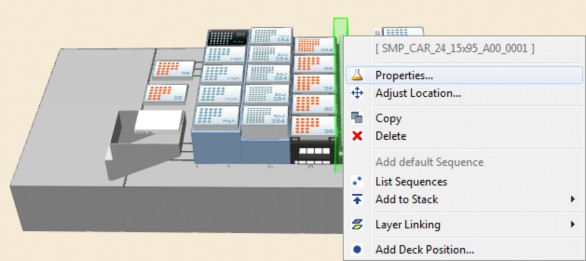 [ SMP_CAR_24_15x95_A00_0001 ]
Properties...
Adjust Location...
Copy
Delete
Add default Sequence
List Sequences
Add to Stack
Layer Linking
Add Deck Position...